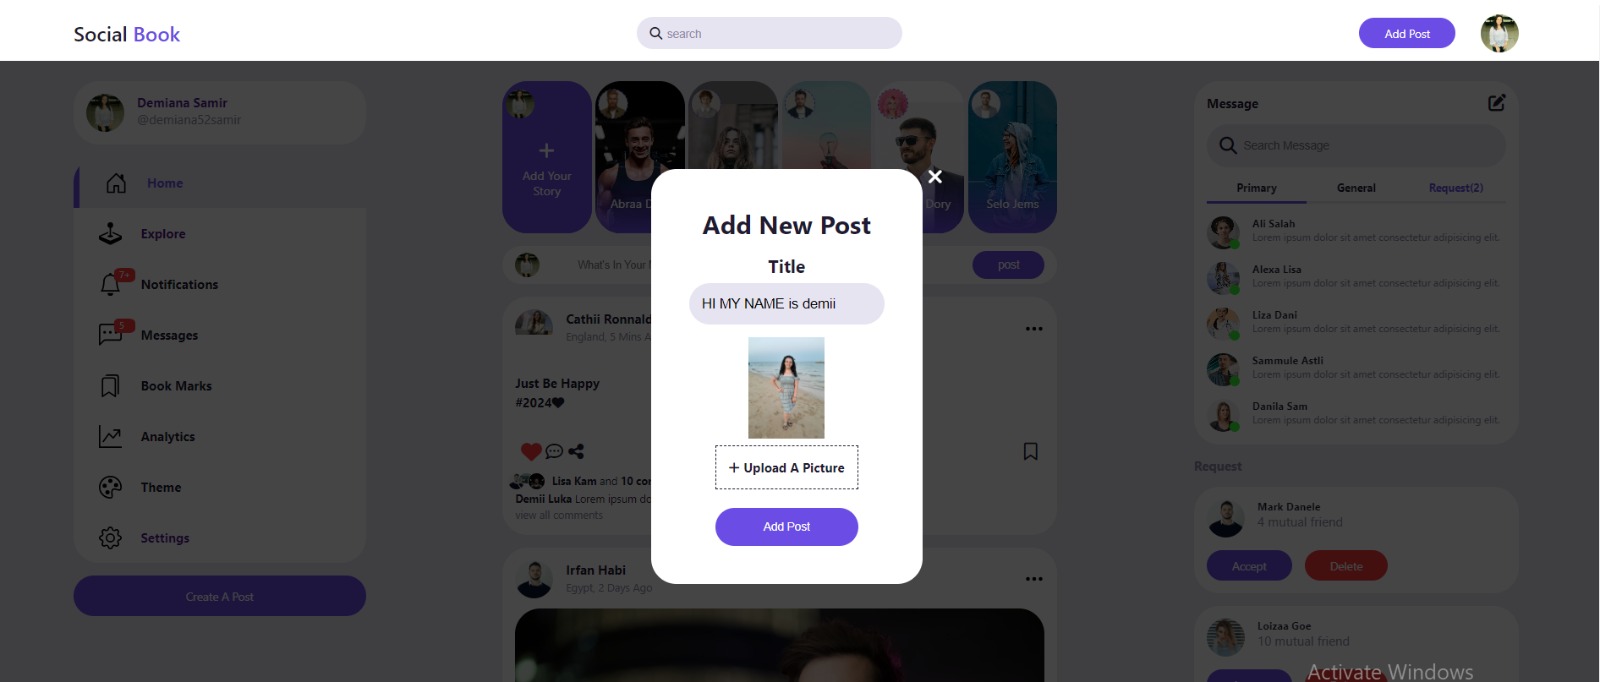 Social Book
search
Add Post
Demiana Samir
@demiana52samir
Home
Explore
7+
Notifications
5
Messages
Book Marks
Analytics
Theme
Settings
Create A Post
Add Your
Story
Abraa D
Dory
Selo Jems
What's In Your
post
Cathii Ronnald
England, 5 Mins A
Just Be Happy
#2024
Lisa Kam and 10 co
Demii Luka Lorem ipsum do
view all comments
Irfan Habi
Egypt, 2 Days Ago
Add New Post
Title
HI MY NAME is demii
+ Upload A Picture
Add Post
Message
Search Message
Primary
General
Request(2)
Ali Salah
Lorem ipsum dolor sit amet consectetur adipisicing elit.
Alexa Lisa
Lorem ipsum dolor sit amet consectetur adipisicing elit.
Liza Dani
Lorem ipsum dolor sit amet consectetur adipisicing elit.
Sammule Astli
Lorem ipsum dolor sit amet consectetur adipisicing elit.
Danila Sam
Lorem ipsum dolor sit amet consectetur adipisicing elit.
Request
Mark Danele
4 mutual friend
Accept
Delete
Loizaa Goe
10 mutual friend
Activate Windows